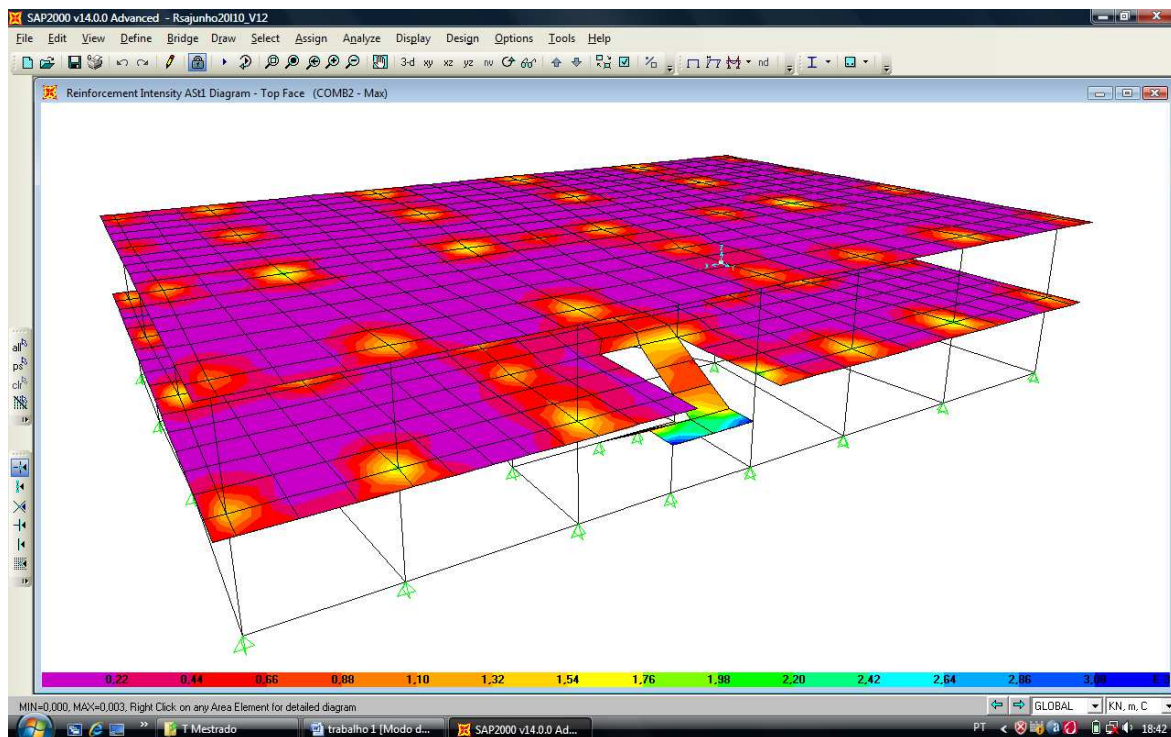 SAP2000 v14.0.0 Advanced - Rsajunho20I10_V12
File Edit View Define Bridge Draw Select Assign Analyze Display Design Options Tools Help
3-d xy xz yz nv nd
Reinforcement Intensity ASt1 Diagram - Top Face (COMB2 - Max)
all
ps
clr
0,22 0,44 0,66 0,88 1,10 1,32 1,54 1,76 1,98 2,20 2,42 2,64 2,86 3,08
MIN=0,000, MAX=0,003, Right Click on any Area Element for detailed diagram
GLOBAL KN, m, C
T Mestrado trabalho 1 [Modo d... SAP2000 v14.0.0 Ad... PT 18:42